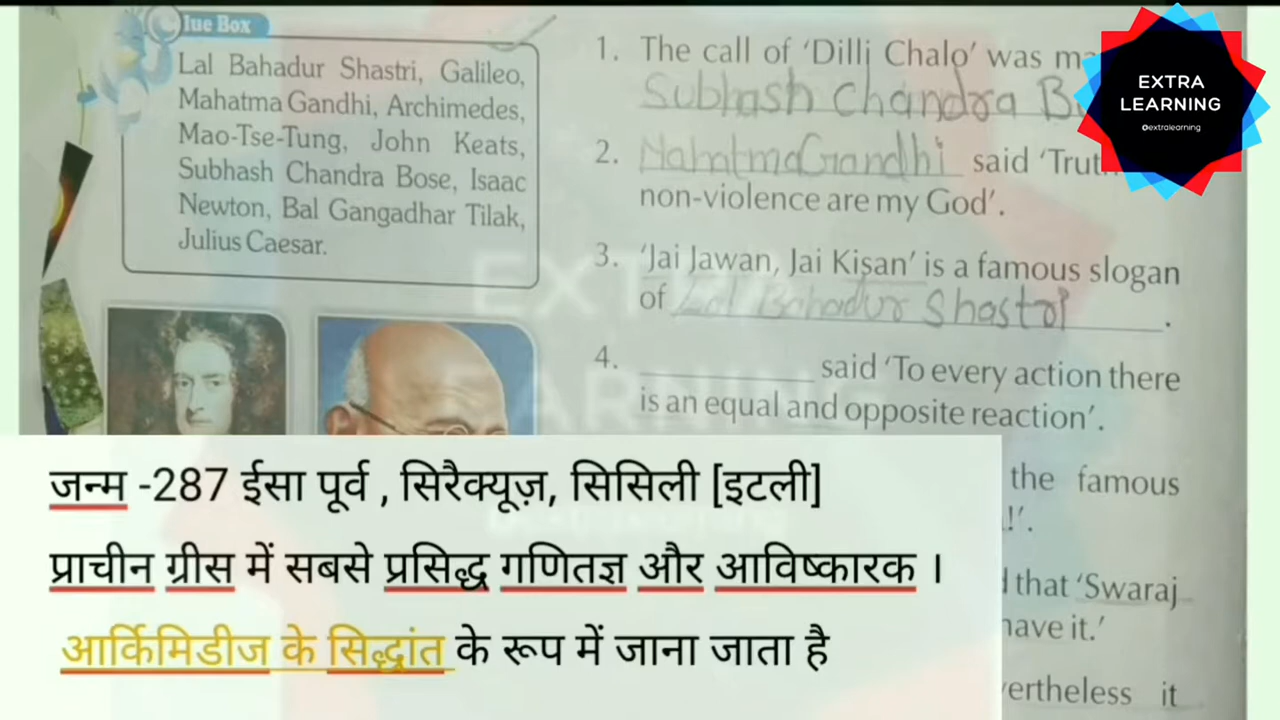 lue Box
Lal Bahadur Shastri, Galileo,
Mahatma Gandhi, Archimedes,
Mao-Tse-Tung, John Keats,
Subhash Chandra Bose, Isaac
Newton, Bal Gangadhar Tilak,
Julius Caesar.
1. The call of ‘Dilli Chalo’ was ma
Subhash Chandra B
2. Mahatma Gandhi said ‘Trut
non-violence are my God’.
3. ‘Jai Jawan, Jai Kisan’ is a famous slogan
of Lal Bahadur Shastri .
4. said ‘To every action there
is an equal and opposite reaction’.
the famous
!’.
that ‘Swaraj
have it.’
ertheless it
EXTRA
LEARNING
extralearning
EXTRA
LEARNING
जन्म -287 ईसा पूर्व , सिरैक्यूज़, सिसिली [इटली]
प्राचीन ग्रीस में सबसे प्रसिद्ध गणितज्ञ और आविष्कारक ।
आर्किमिडीज के सिद्धांत के रूप में जाना जाता है